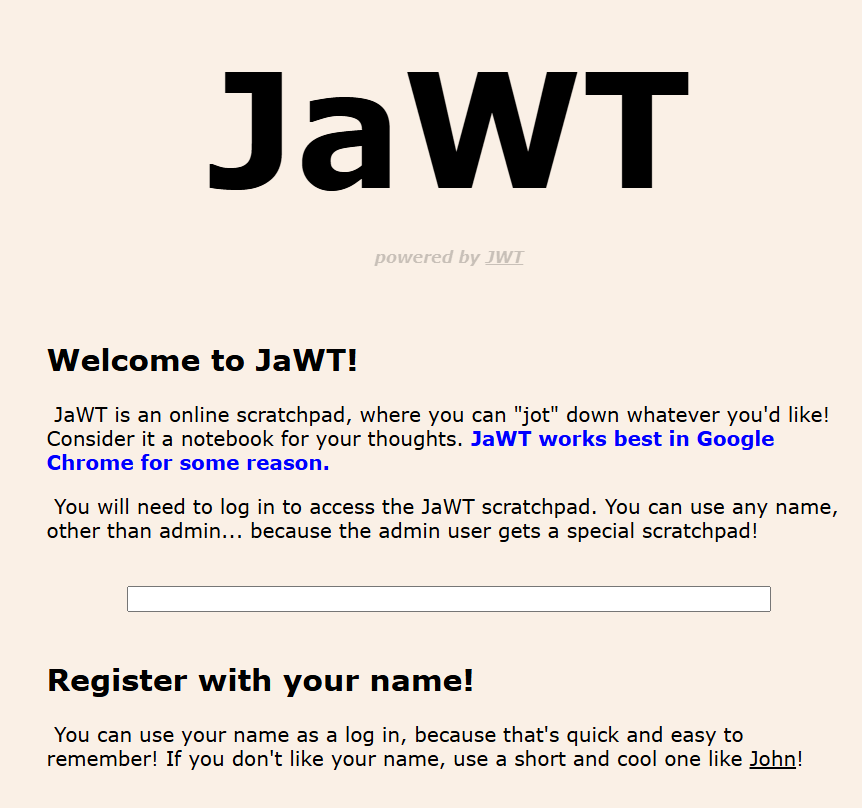 JaWT
powered by JWT
Welcome to JaWT!
JaWT is an online scratchpad, where you can "jot" down whatever you'd like!
Consider it a notebook for your thoughts. JaWT works best in Google
Chrome for some reason.
You will need to log in to access the JaWT scratchpad. You can use any name,
other than admin... because the admin user gets a special scratchpad!
Register with your name!
You can use your name as a log in, because that's quick and easy to
remember! If you don't like your name, use a short and cool one like John!